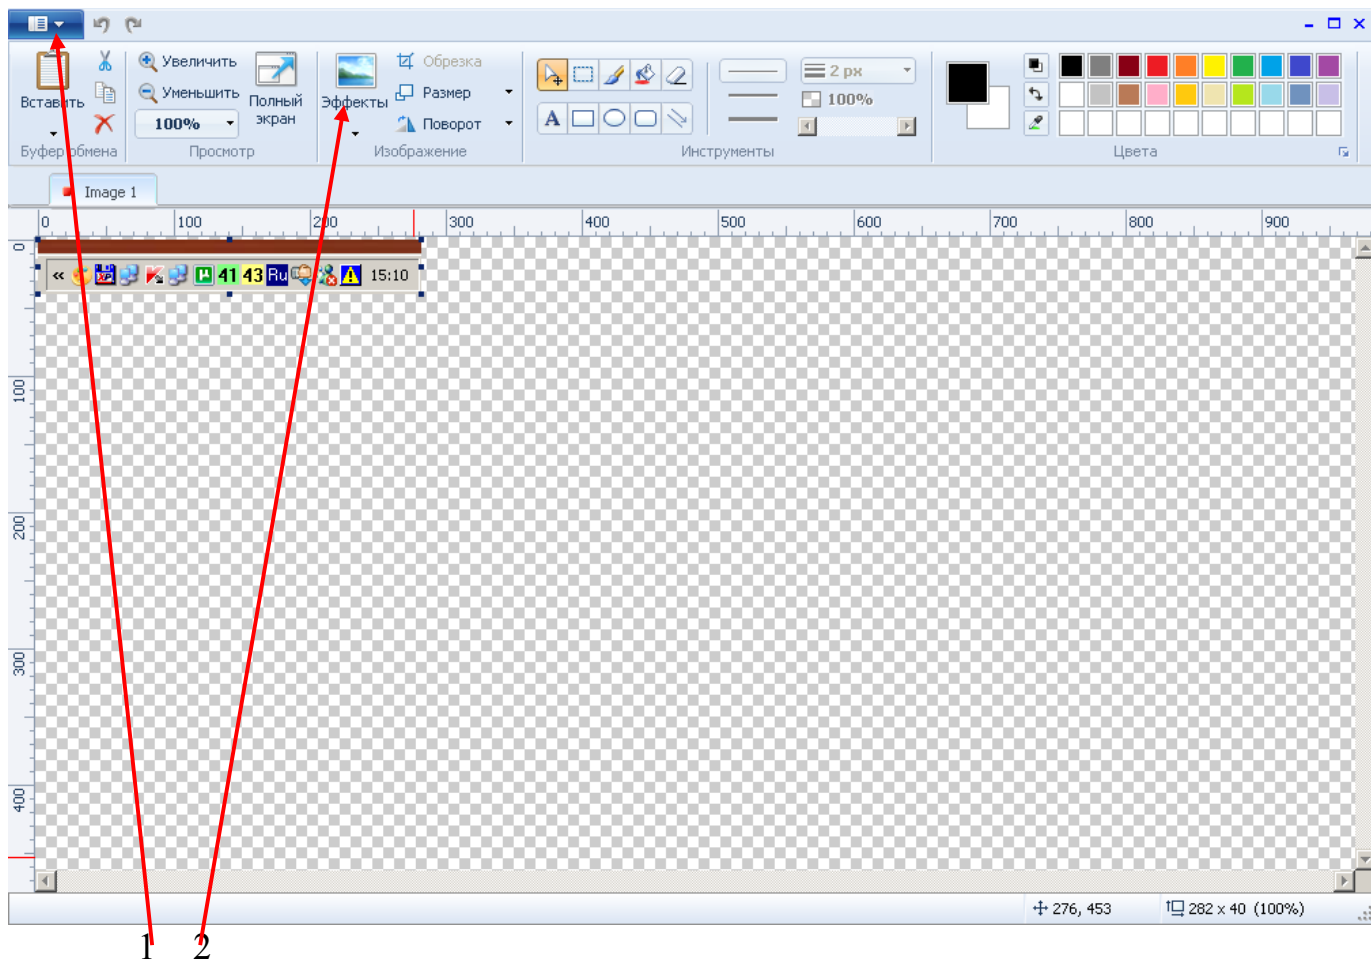 Вставить
Буфер обмена
Увеличить
Уменьшить
100%
Полный
экран
Просмотр
Эффекты
Обрезка
Размер
Поворот
Изображение
A
2 px
100%
Инструменты
Цвета
Image 1
0 100 200 300 400 500 600 700 800 900
0
« XP K µ 41 43 Ru 15:10
100
200
300
400
276, 453 282 x 40 (100%)
1 2